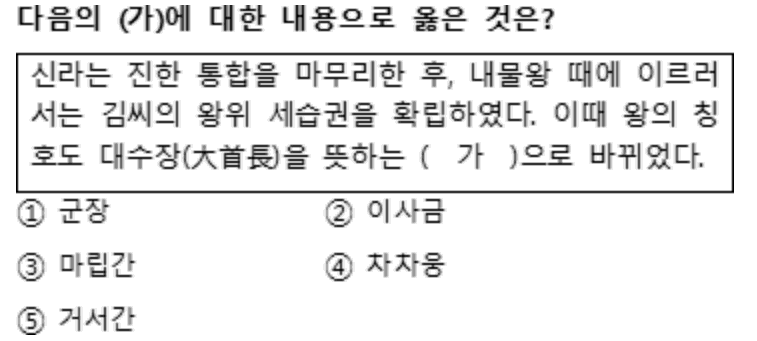 다음의 (가)에 대한 내용으로 옳은 것은?
신라는 진한 통합을 마무리한 후, 내물왕 때에 이르러
서는 김씨의 왕위 세습권을 확립하였다. 이때 왕의 칭
호도 대수장(大首長)을 뜻하는 ( 가 )으로 바뀌었다.
① 군장 ② 이사금
③ 마립간 ④ 차차웅
⑤ 거서간